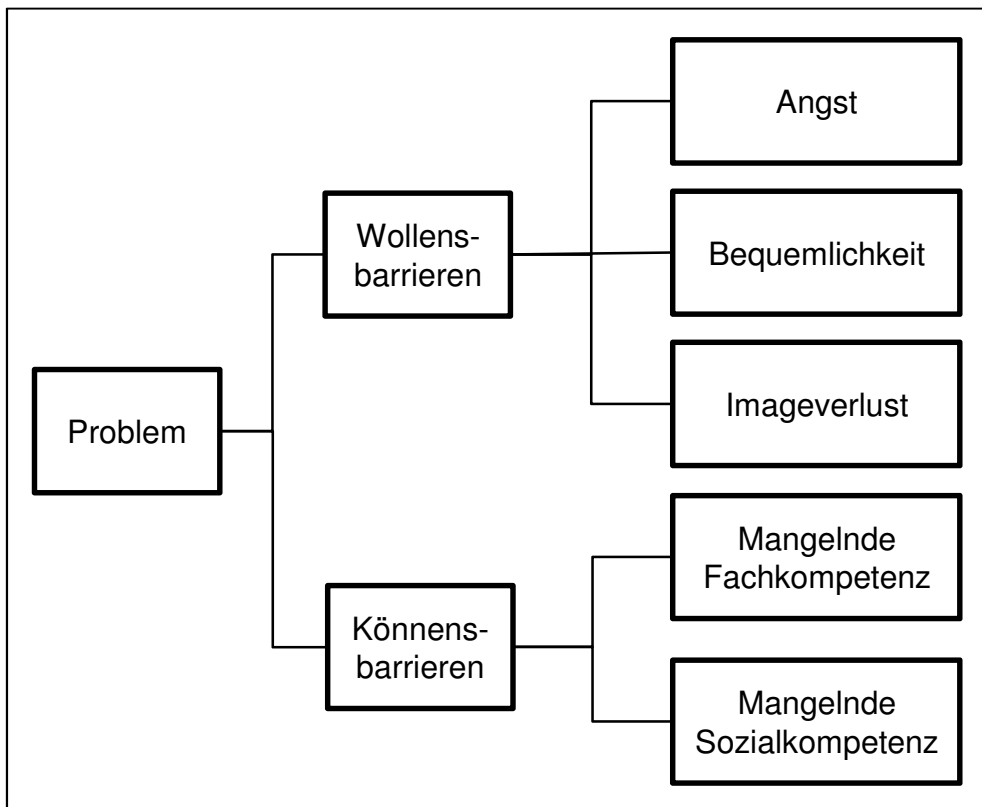 Problem
Wollens-
barrieren
Angst
Bequemlichkeit
Imageverlust
Könnens-
barrieren
Mangelnde
Fachkompetenz
Mangelnde
Sozialkompetenz